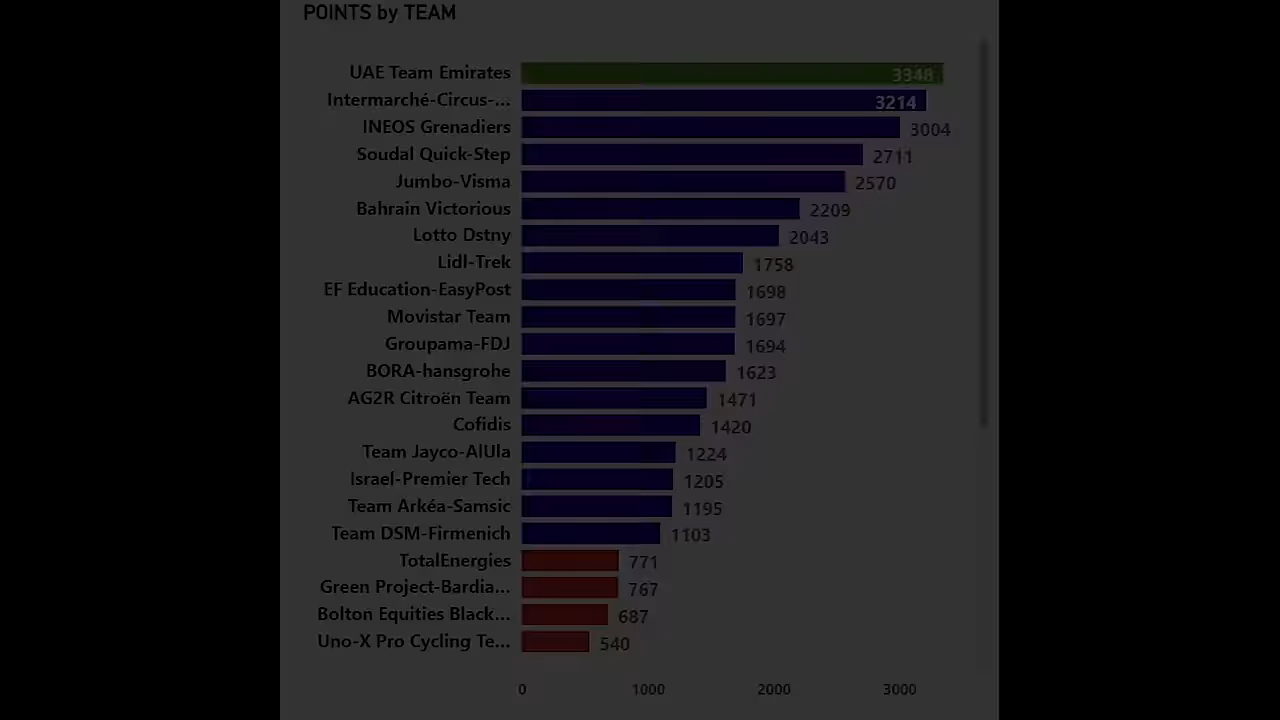 POINTS by TEAM
UAE Team Emirates 3348
Intermarché-Circus-... 3214
INEOS Grenadiers 3004
Soudal Quick-Step 2711
Jumbo-Visma 2570
Bahrain Victorious 2209
Lotto Dstny 2043
Lidl-Trek 1758
EF Education-EasyPost 1698
Movistar Team 1697
Groupama-FDJ 1694
BORA-hansgrohe 1623
AG2R Citroën Team 1471
Cofidis 1420
Team Jayco-AlUla 1224
Israel-Premier Tech 1205
Team Arkéa-Samsic 1195
Team DSM-Firmenich 1103
TotalEnergies 771
Green Project-Bardia... 767
Bolton Equities Black... 687
Uno-X Pro Cycling Te... 540
0 1000 2000 3000